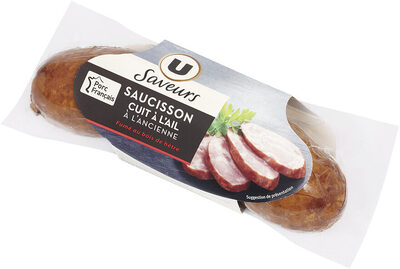 U
Saveurs
Porc
Français
SAUCISSON
CUIT À L'AIL
À L'ANCIENNE
Fumé au bois de hêtre
Suggestion de présentation